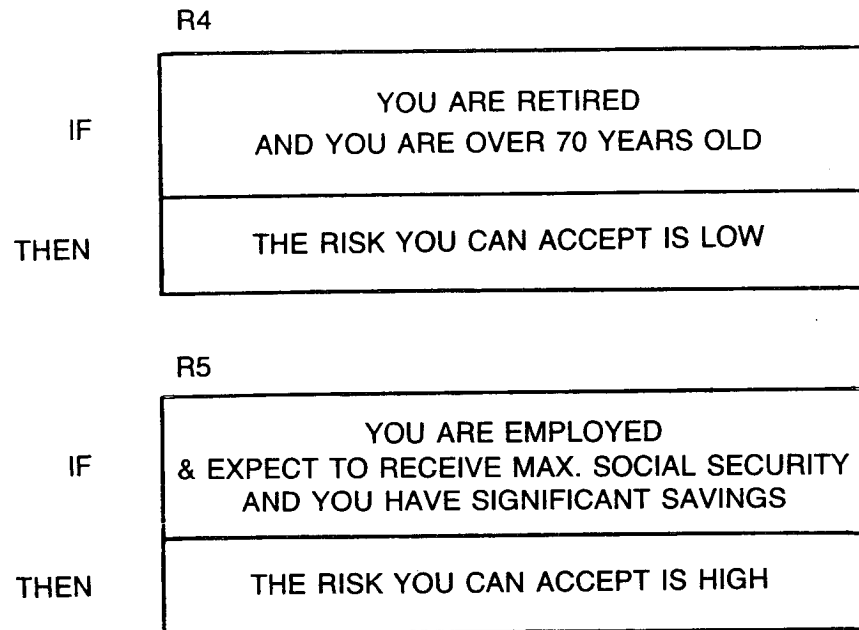 R4
IF
YOU ARE RETIRED
AND YOU ARE OVER 70 YEARS OLD
THEN
THE RISK YOU CAN ACCEPT IS LOW
R5
IF
YOU ARE EMPLOYED
& EXPECT TO RECEIVE MAX. SOCIAL SECURITY
AND YOU HAVE SIGNIFICANT SAVINGS
THEN
THE RISK YOU CAN ACCEPT IS HIGH